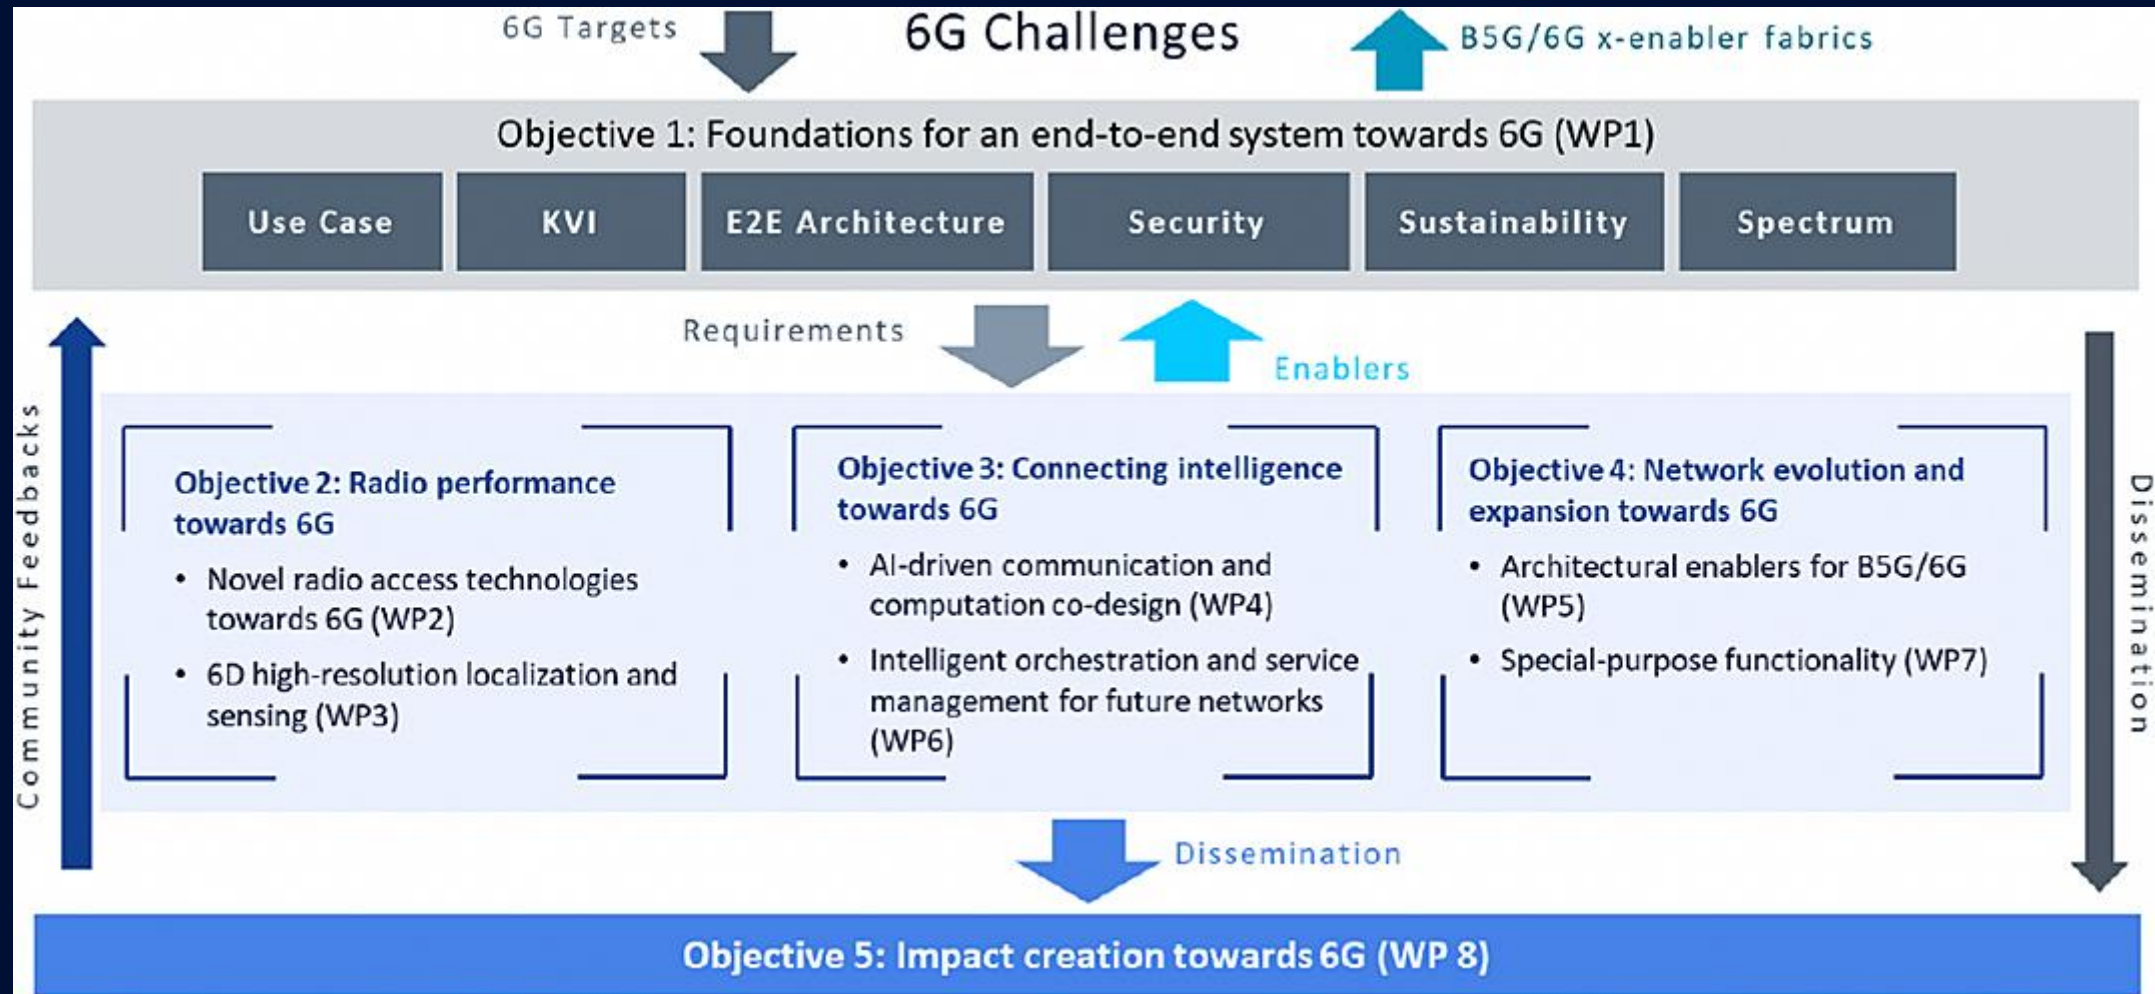 6G Targets
6G Challenges
B5G/6G x-enabler fabrics
Objective 1: Foundations for an end-to-end system towards 6G (WP1)
Use Case
KVI
E2E Architecture
Security
Sustainability
Spectrum
Requirements
Enablers
Community Feedbacks
Objective 2: Radio performance
towards 6G
• Novel radio access technologies
towards 6G (WP2)
• 6D high-resolution localization and
sensing (WP3)
Objective 3: Connecting intelligence
towards 6G
• AI-driven communication and
computation co-design (WP4)
• Intelligent orchestration and service
management for future networks
(WP6)
Objective 4: Network evolution and
expansion towards 6G
• Architectural enablers for B5G/6G
(WP5)
• Special-purpose functionality (WP7)
Dissemination
Dissemination
Objective 5: Impact creation towards 6G (WP 8)